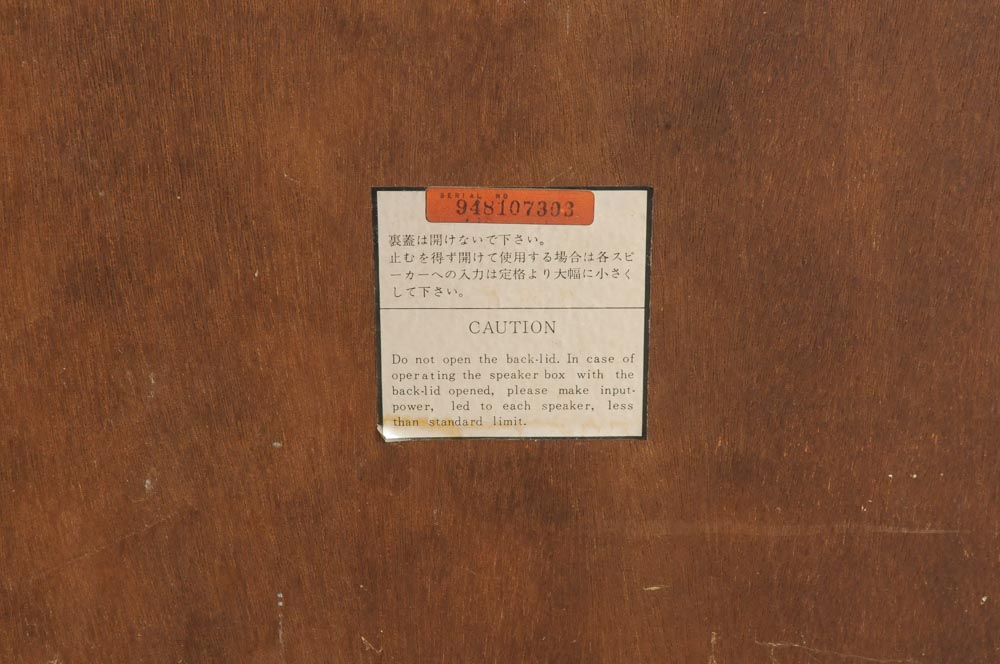 SERIAL NO
948107393
裏蓋は開けないで下さい。
止むを得ず開けて使用する場合は各スピ
ーカーへの入力は定格より大幅に小さく
して下さい。
CAUTION
Do not open the back-lid. In case of
operating the speaker box with the
back-lid opened, please make input-
power, led to each speaker, less
than standard limit.